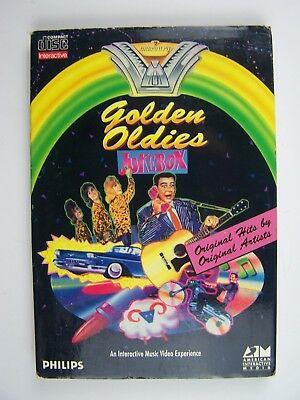 COMPACT
disc
Interactive
Golden
Oldies
JUKEBOX
Original Hits by
Original Artists
An Interactive Music Video Experience
PHILIPS
AIM
AMERICAN
INTERACTIVE
MEDIA